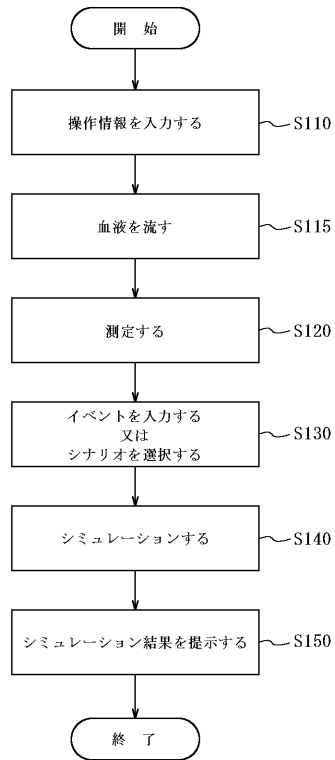 開　始
操作情報を入力する
S110
血液を流す
S115
測定する
S120
イベントを入力する
又は
シナリオを選択する
S130
シミュレーションする
S140
シミュレーション結果を提示する
S150
終　了